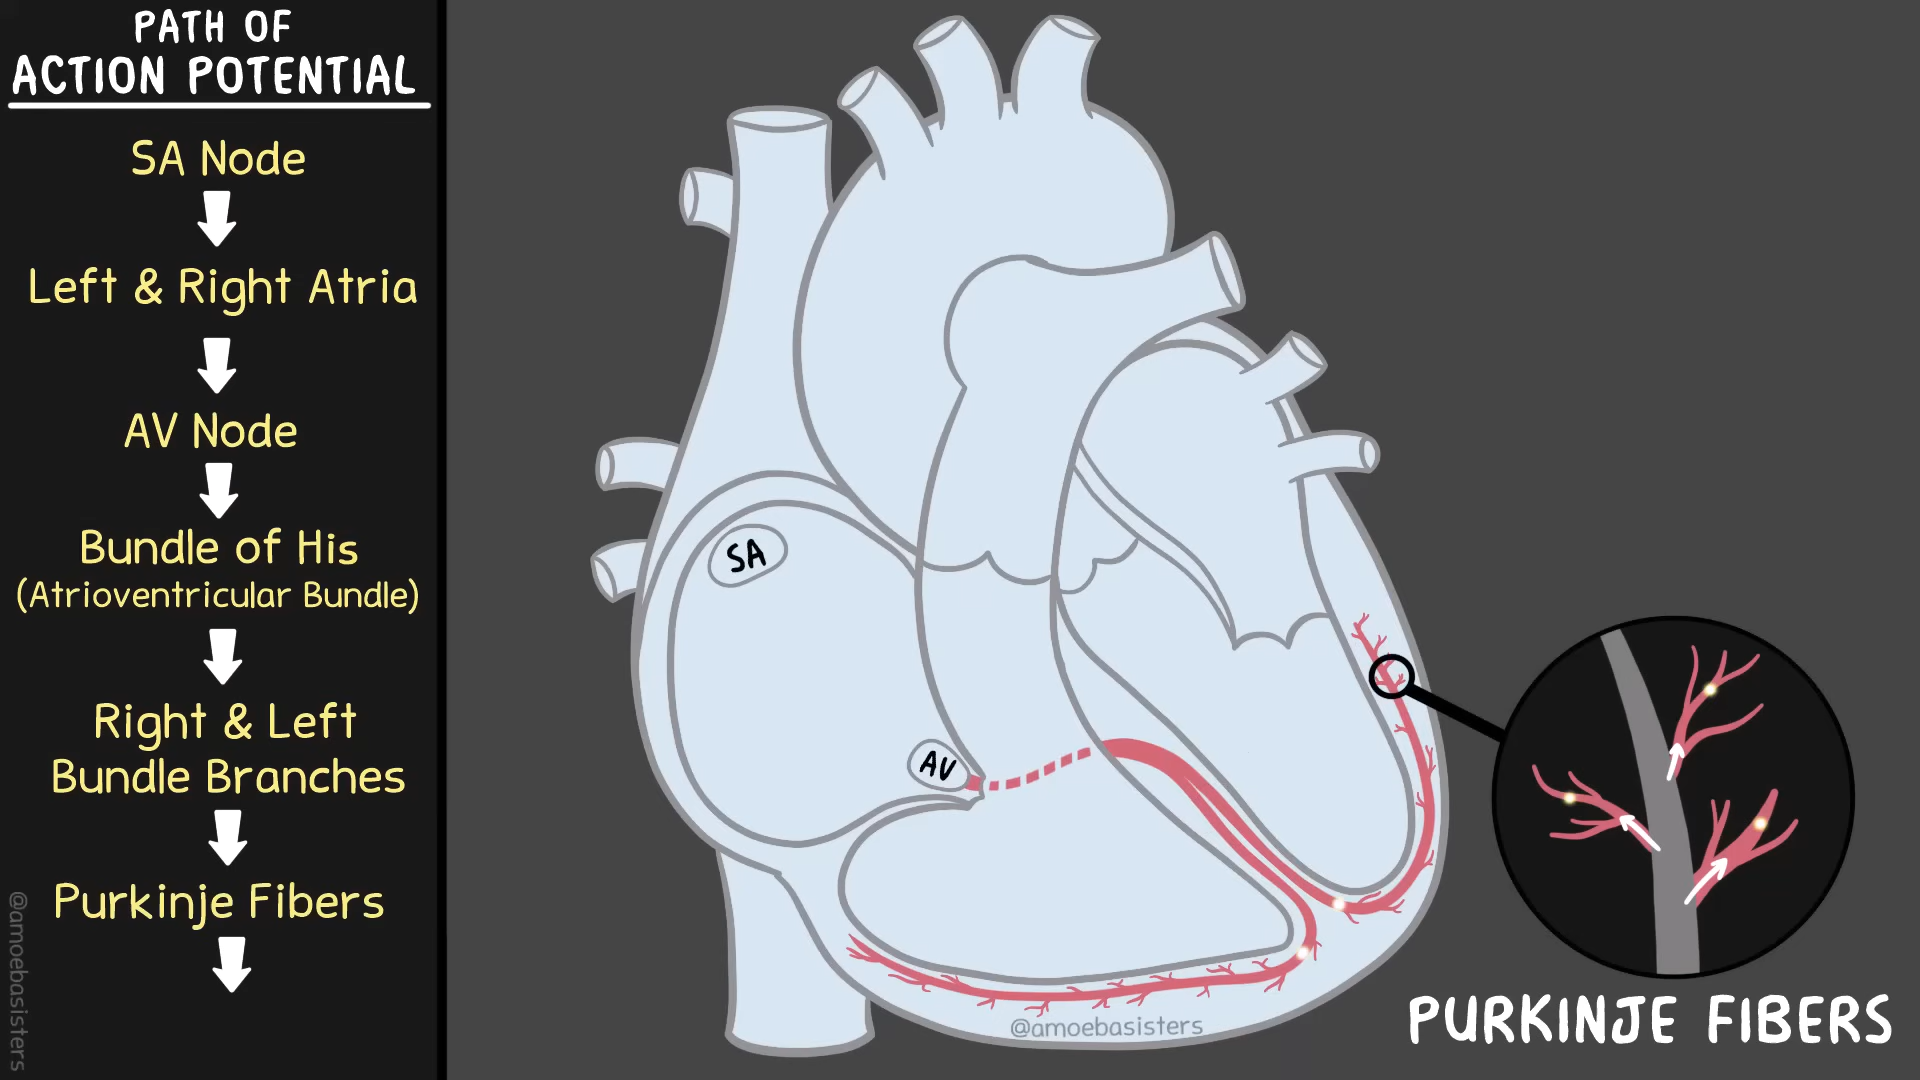 PATH OF
ACTION POTENTIAL
SA Node
Left & Right Atria
AV Node
Bundle of His
(Atrioventricular Bundle)
Right & Left
Bundle Branches
Purkinje Fibers
@amoebasisters
SA
AV
@amoebasisters
PURKINJE FIBERS